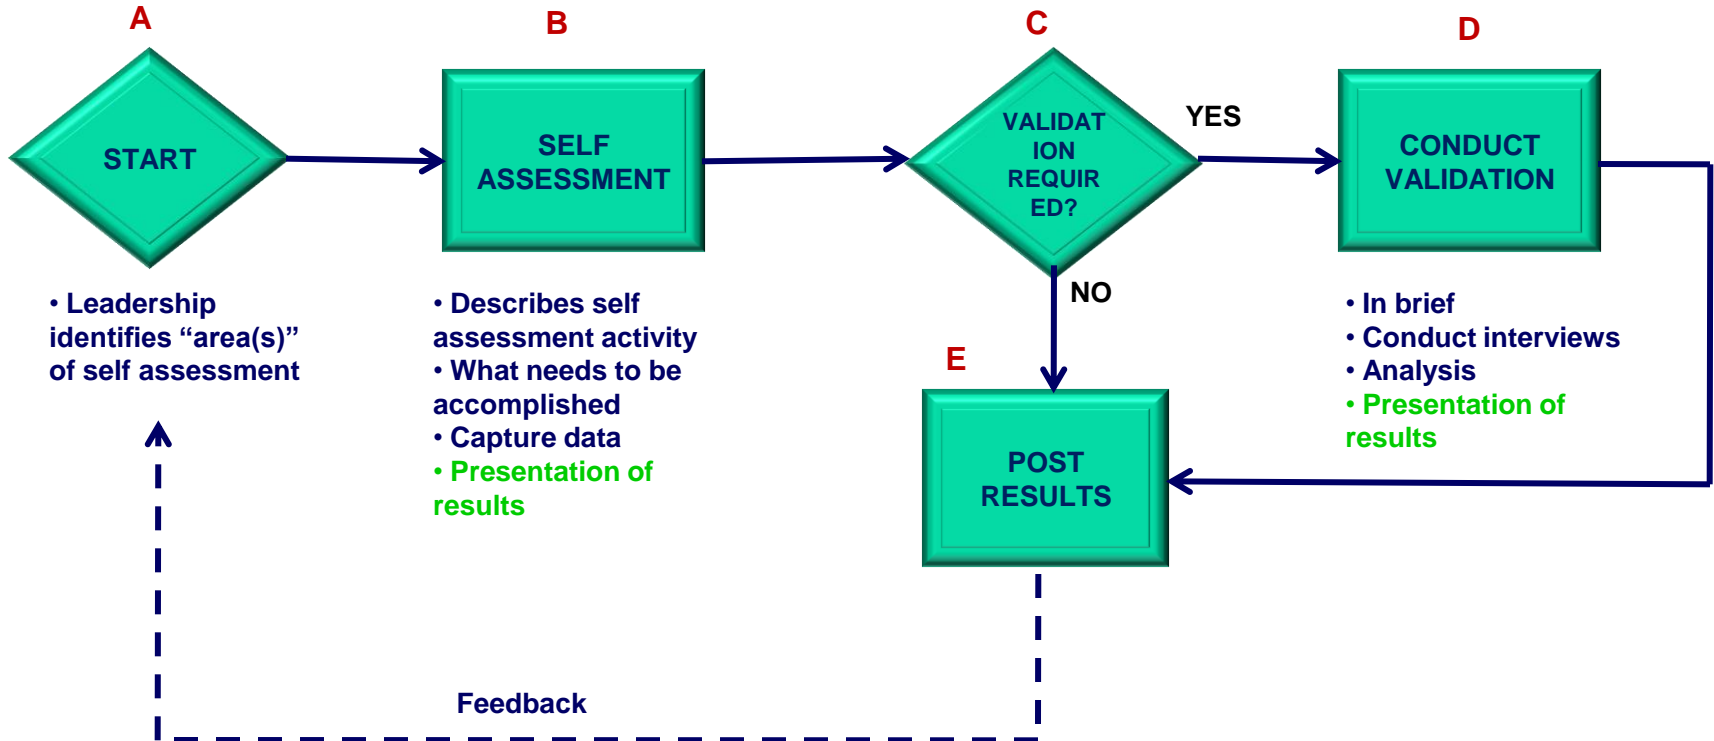 A
START
• Leadership
identifies “area(s)”
of self assessment
B
SELF
ASSESSMENT
• Describes self
assessment activity
• What needs to be
accomplished
• Capture data
• Presentation of
results
C
VALIDAT
ION
REQUIR
ED?
YES
NO
D
CONDUCT
VALIDATION
• In brief
• Conduct interviews
• Analysis
• Presentation of
results
E
POST
RESULTS
Feedback